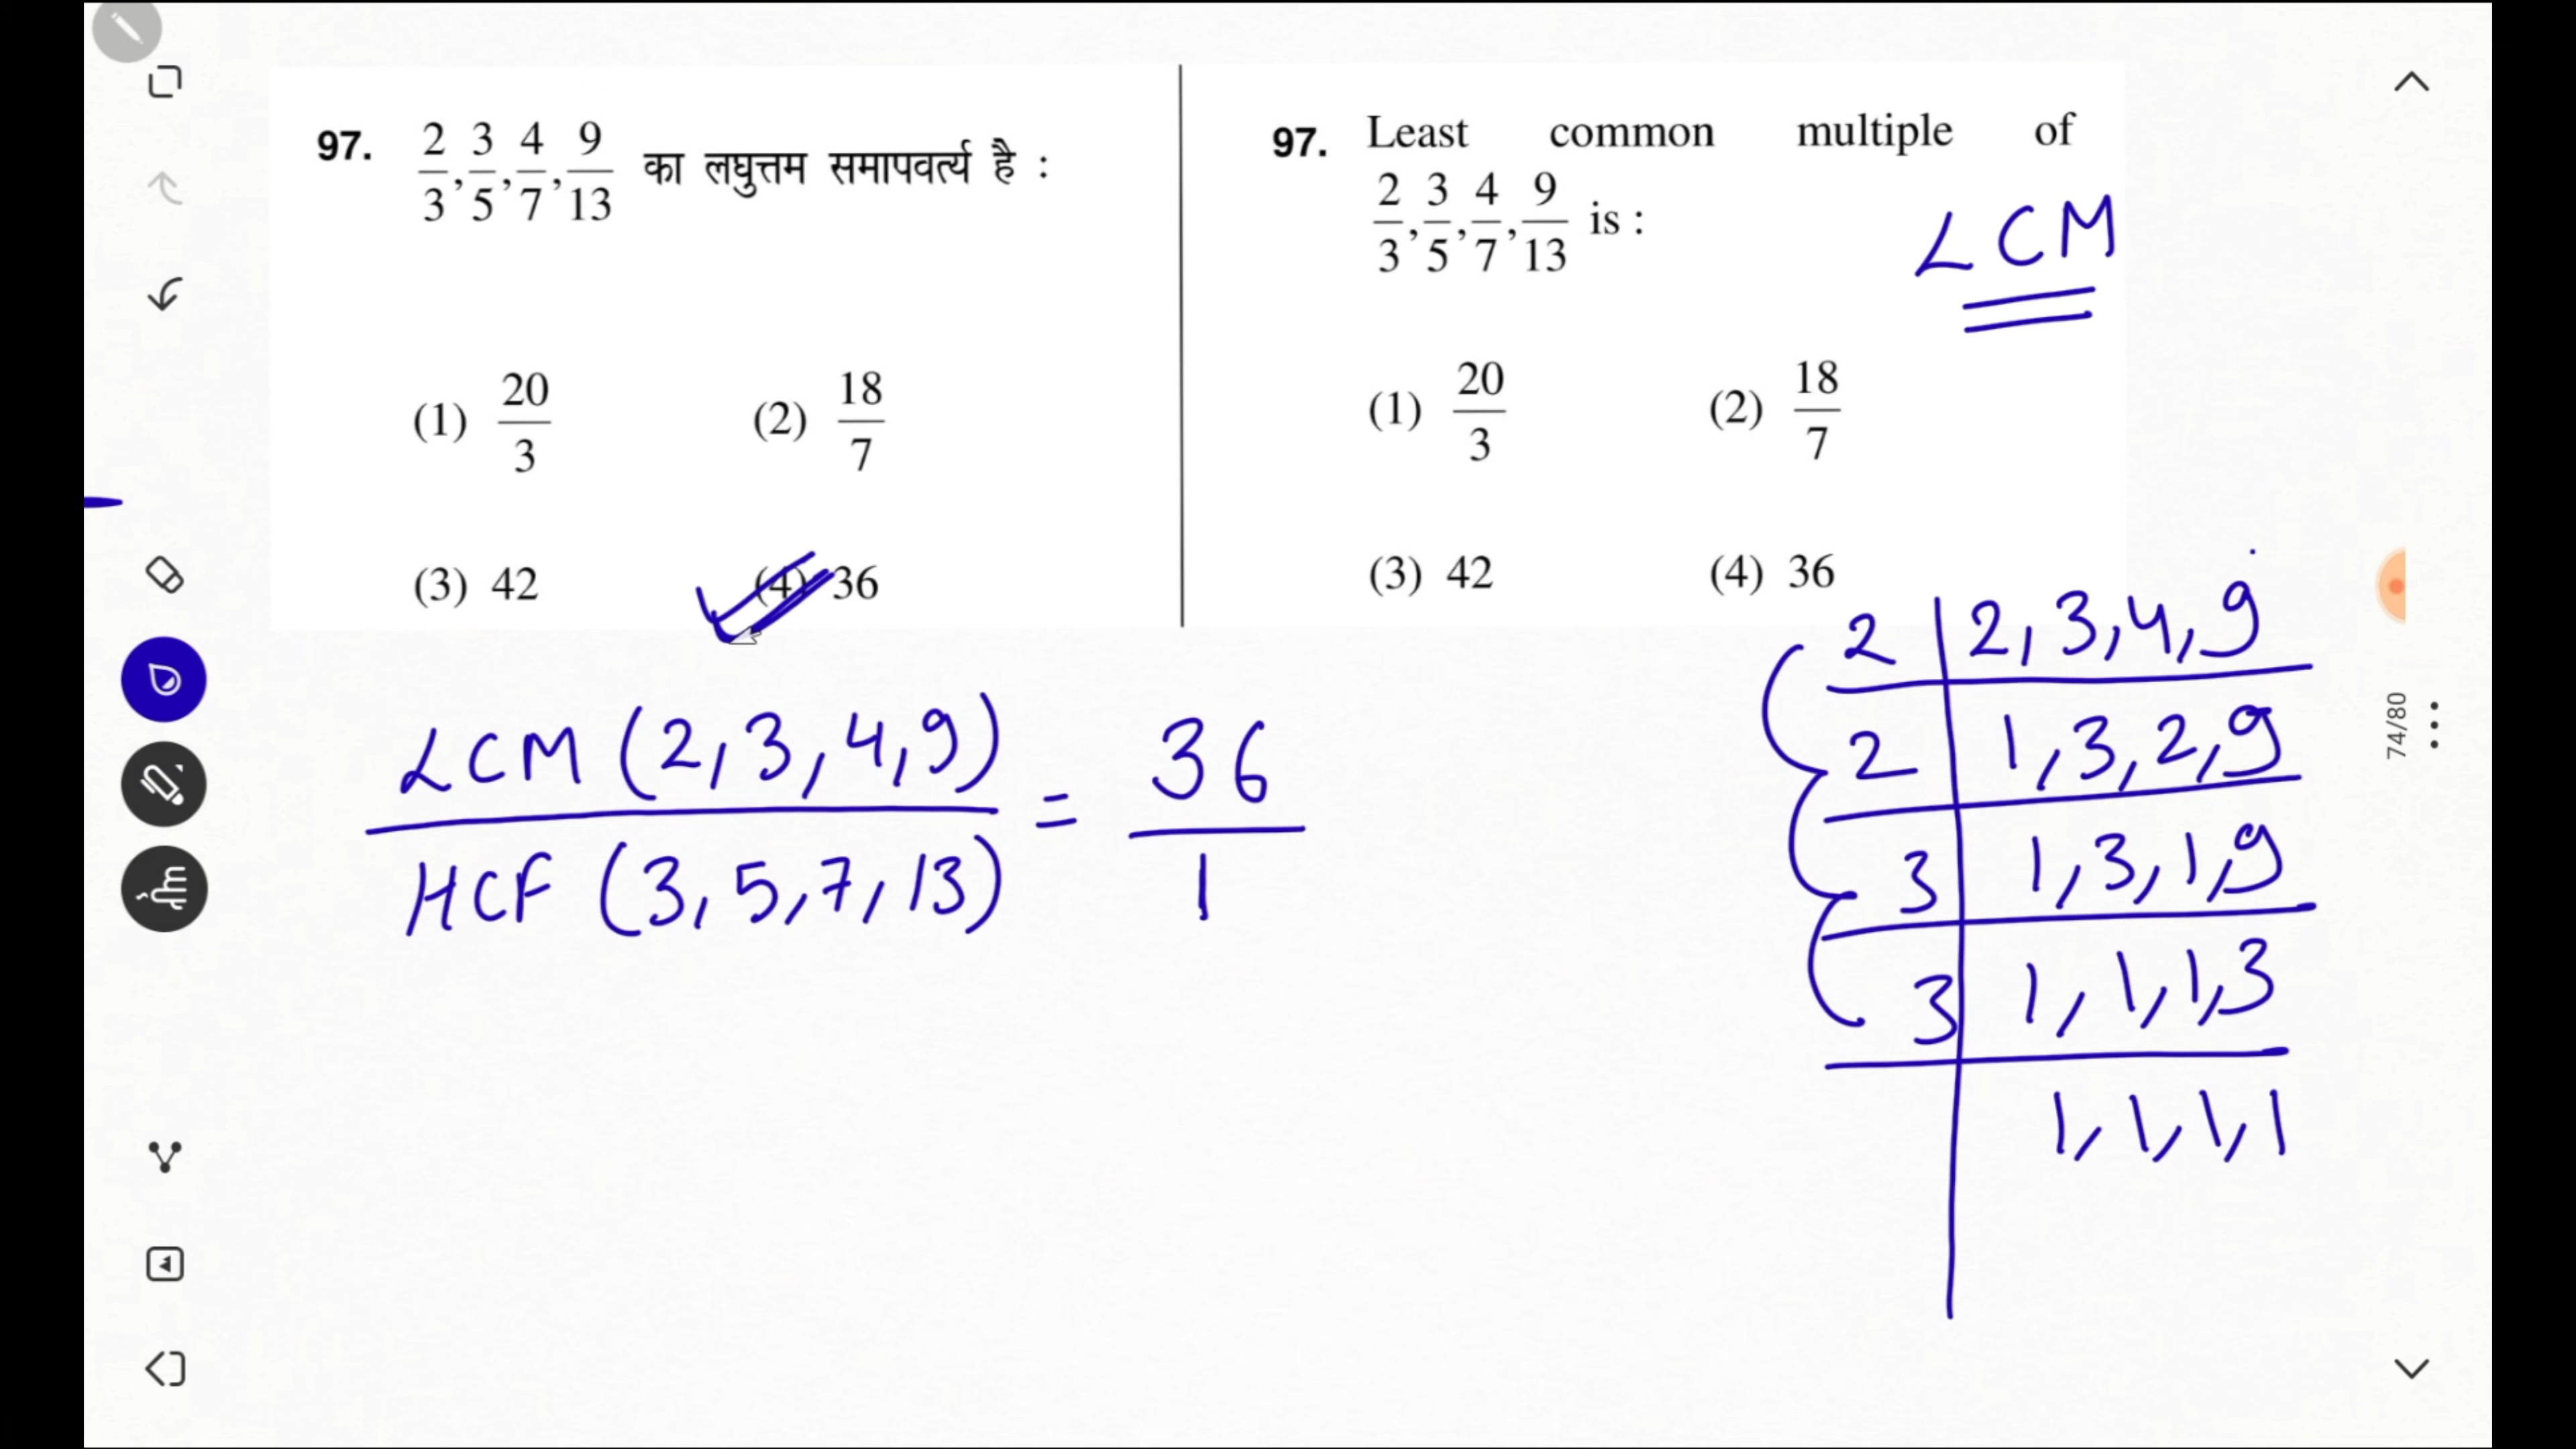 97. 2/3, 3/5, 4/7, 9/13 का लघुत्तम समापवर्त्य है :
(1) 20/3 (2) 18/7
(3) 42 (4) 36
97. Least common multiple of
2/3, 3/5, 4/7, 9/13 is :
LCM
(1) 20/3 (2) 18/7
(3) 42 (4) 36
LCM (2, 3, 4, 9) / HCF (3, 5, 7, 13) = 36/1
2 | 2, 3, 4, 9
2 | 1, 3, 2, 9
3 | 1, 3, 1, 9
3 | 1, 1, 1, 3
1, 1, 1, 1
74/80